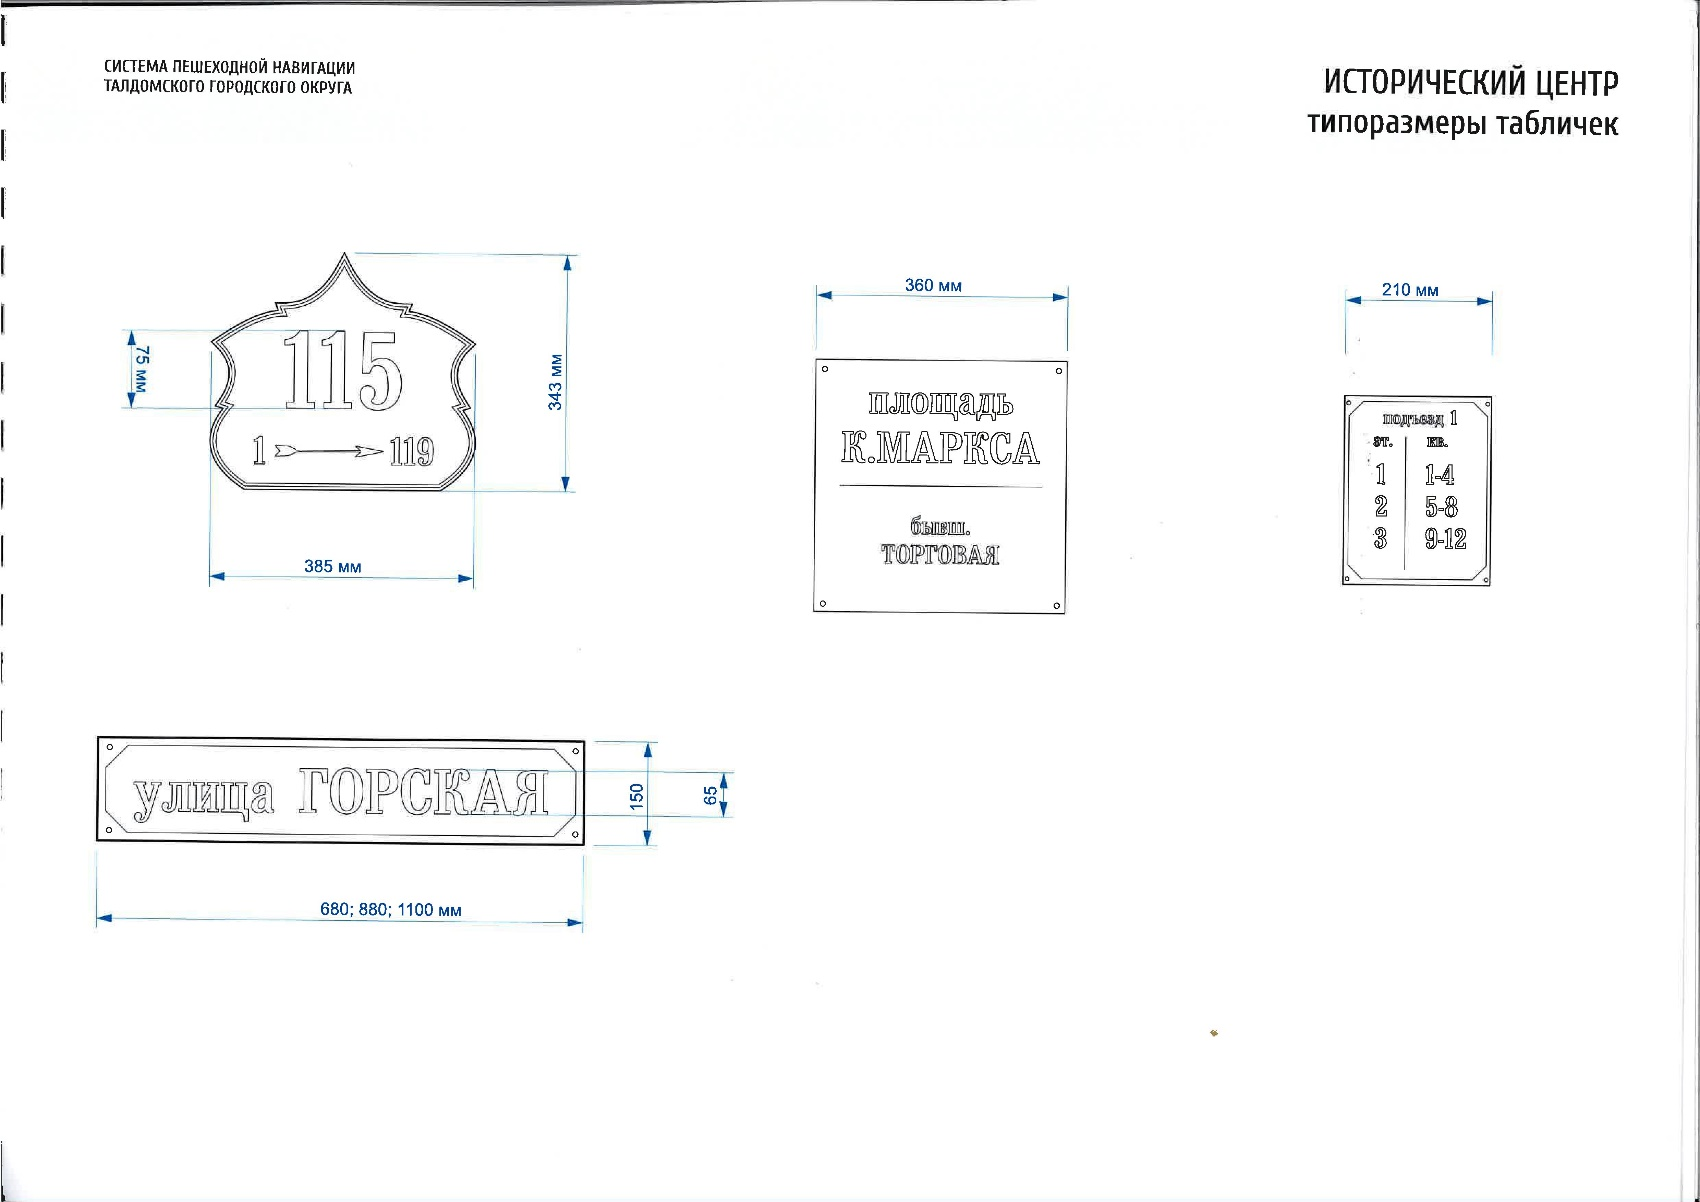 СИСТЕМА ПЕШЕХОДНОЙ НАВИГАЦИИ
ТАЛДОМСКОГО ГОРОДСКОГО ОКРУГА
ИСТОРИЧЕСКИЙ ЦЕНТР
типоразмеры табличек
115
1 119
75 мм
343 мм
385 мм
360 мм
площадь
К.МАРКСА
бывш.
ТОРГОВАЯ
210 мм
подъезд 1
эт. кв.
1 1-4
2 5-8
3 9-12
улица ГОРСКАЯ
150
65
680; 880; 1100 мм